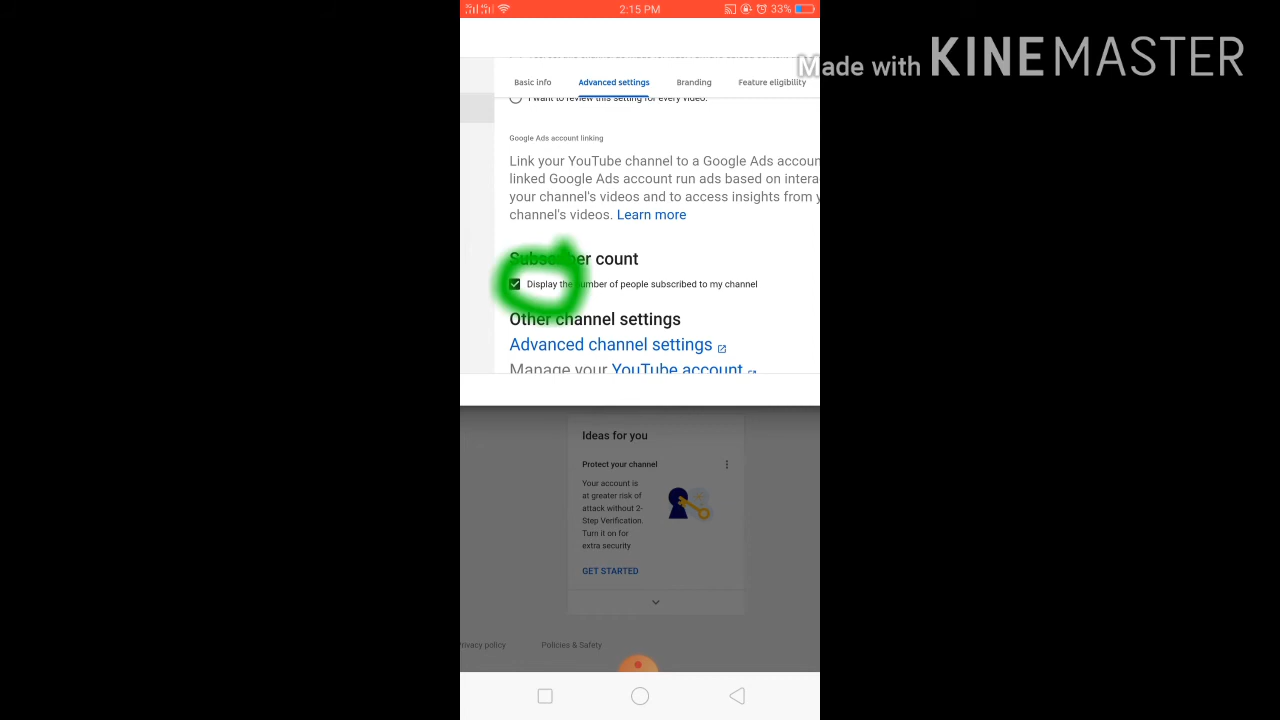 2:15 PM
33%
Made with KINEMASTER
Basic info
Advanced settings
Branding
Feature eligibility
I want to review this setting for every video.
Google Ads account linking
Link your YouTube channel to a Google Ads accoun
linked Google Ads account run ads based on intera
your channel's videos and to access insights from y
channel's videos. Learn more
Subscriber count
Display the number of people subscribed to my channel
Other channel settings
Advanced channel settings
Manage your YouTube account
Ideas for you
Protect your channel
Your account is
at greater risk of
attack without 2-
Step Verification.
Turn it on for
extra security
GET STARTED
rivacy policy
Policies & Safety